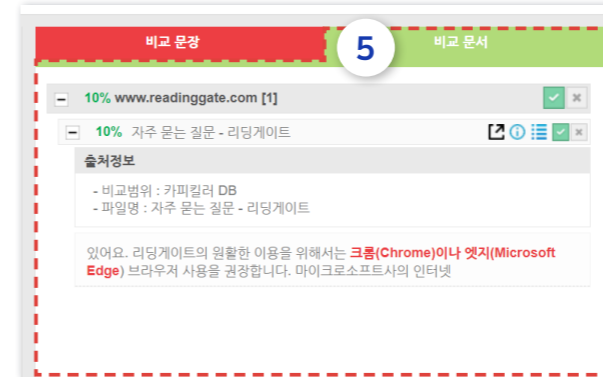 비교 문장
5
비교 문서
10% www.readinggate.com [1]
10% 자주 묻는 질문 - 리딩게이트
출처정보
- 비교범위 : 카피킬러 DB
- 파일명 : 자주 묻는 질문 - 리딩게이트
있어요. 리딩게이트의 원활한 이용을 위해서는 크롬(Chrome)이나 엣지(Microsoft
Edge) 브라우저 사용을 권장합니다. 마이크로소프트사의 인터넷